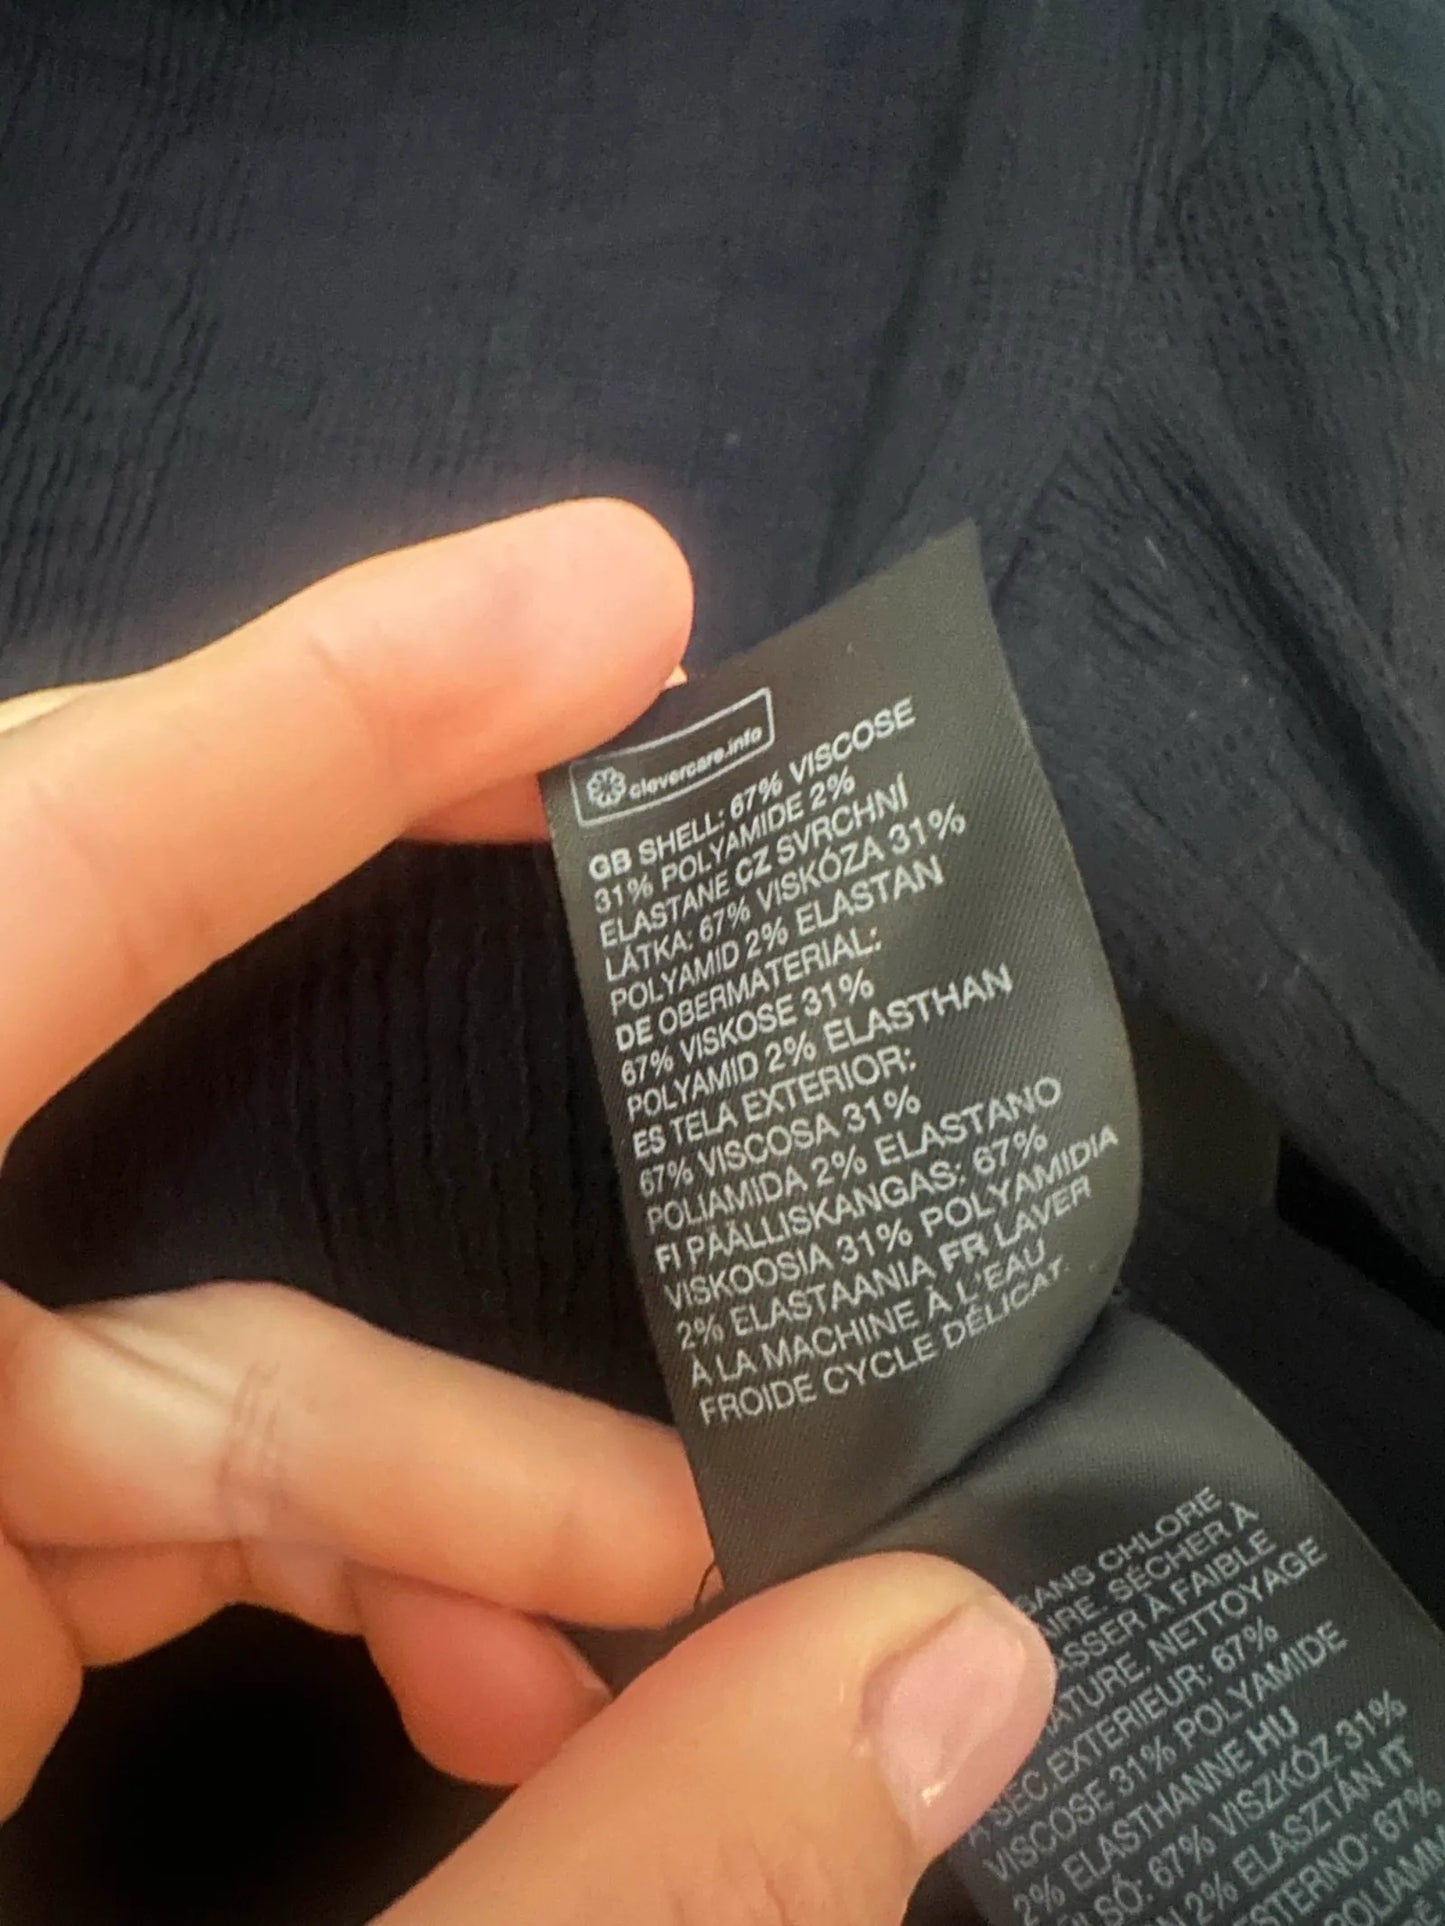 clevercare.info
GB SHELL: 67% VISCOSE
31% POLYAMIDE 2%
ELASTANE CZ SVRCHNÍ
LÁTKA: 67% VISKÓZA 31%
POLYAMID 2% ELASTAN
DE OBERMATERIAL:
67% VISKOSE 31%
POLYAMID 2% ELASTHAN
ES TELA EXTERIOR:
67% VISCOSA 31%
POLIAMIDA 2% ELASTANO
FI PÄÄLLISKANGAS: 67%
VISKOOSIA 31% POLYAMIDIA
2% ELASTAANIA FR LAVER
À LA MACHINE À L'EAU
FROIDE CYCLE DÉLICAT.
SANS CHLORE
SÉCHER À
À FAIBLE
NETTOYAGE
EXTERIEUR: 67%
VISCOSE 31% POLYAMIDE
2% ELASTHANNE HU
67% VISZKÓZ 31%
2% ELASZTÁN IT
67%